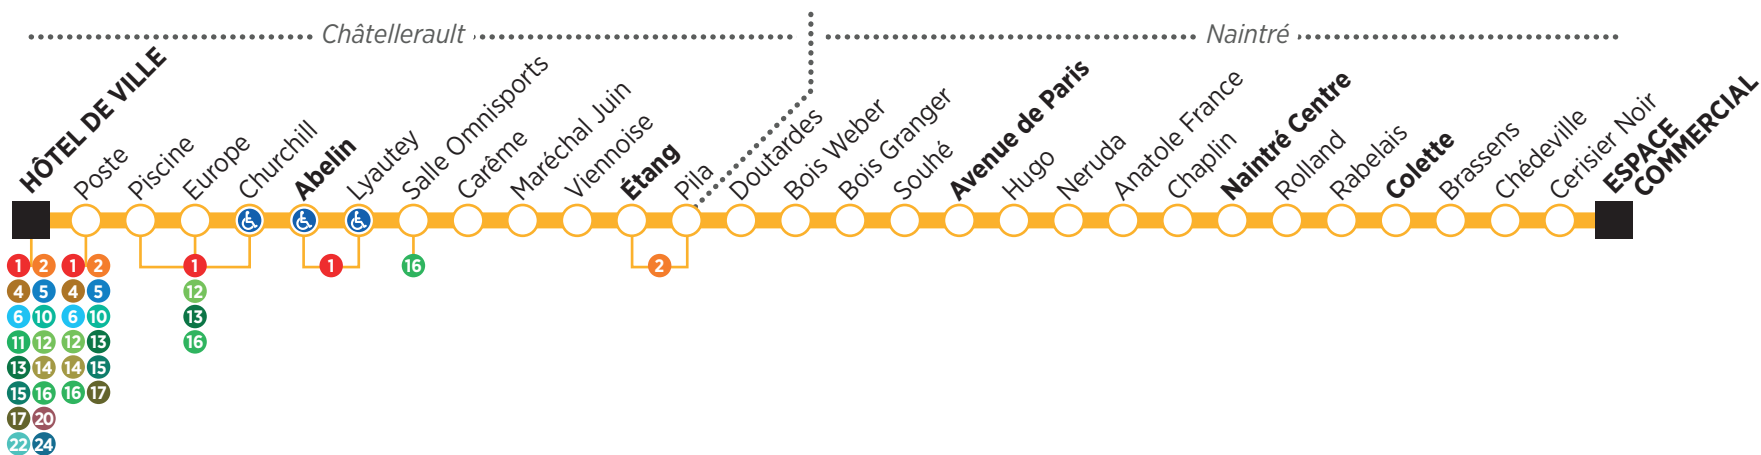 Châtellerault
Naintré
HÔTEL DE VILLE
Poste
Piscine
Europe
Churchill
Abelin
Lyautey
Salle Omnisports
Carême
Maréchal Juin
Viennoise
Étang
Pila
Doutardes
Bois Weber
Bois Granger
Souhé
Avenue de Paris
Hugo
Neruda
Anatole France
Chaplin
Naintré Centre
Rolland
Rabelais
Colette
Brassens
Chédeville
Cerisier Noir
ESPACE
COMMERCIAL
1 2 1 2 1 1 16 2
4 5 4 5 12
6 10 6 10 13
11 12 12 13 16
13 14 14 15
15 16 16 17
17 20
22 24